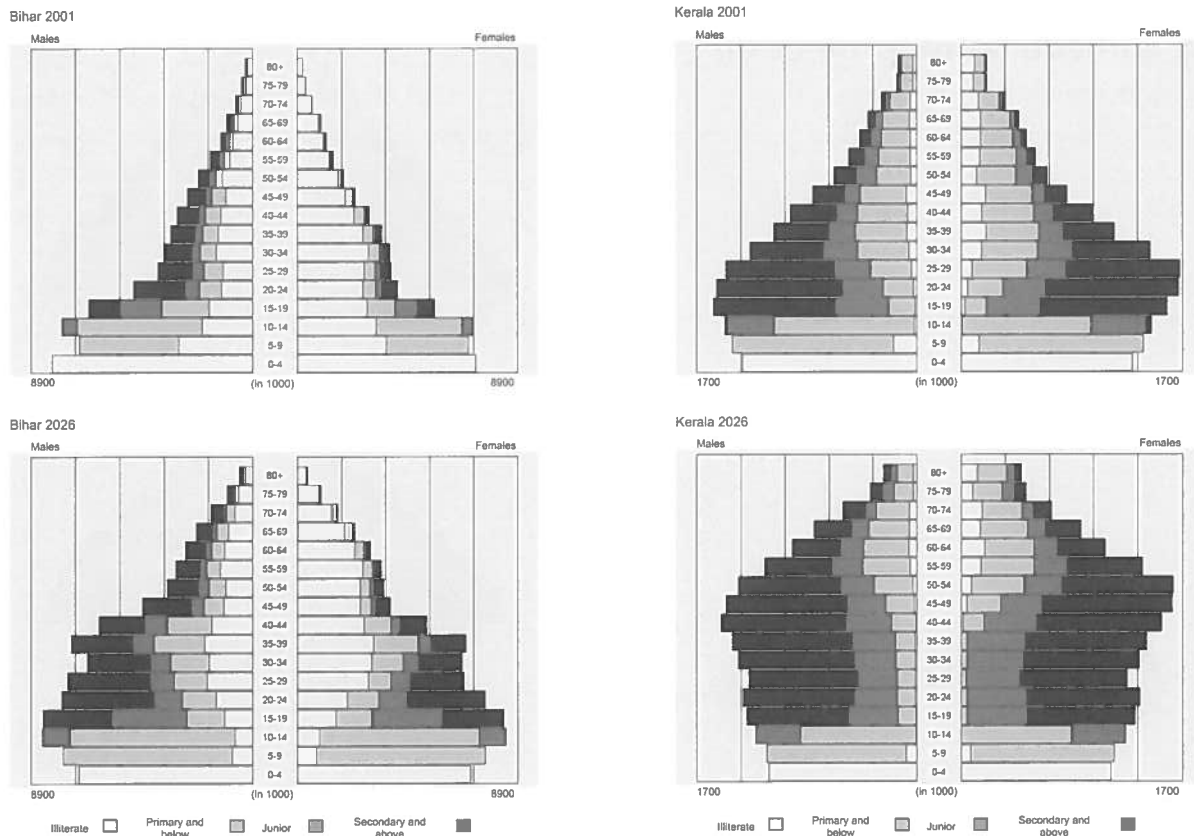 Bihar 2001
Males
Females
80+
75-79
70-74
65-69
60-64
55-59
50-54
45-49
40-44
35-39
30-34
25-29
20-24
15-19
10-14
5-9
0-4
8900
(in 1000)
8900
Kerala 2001
Males
Females
80+
75-79
70-74
65-69
60-64
55-59
50-54
45-49
40-44
35-39
30-34
25-29
20-24
15-19
10-14
5-9
0-4
1700
(in 1000)
1700
Bihar 2026
Males
Females
80+
75-79
70-74
65-69
60-64
55-59
50-54
45-49
40-44
35-39
30-34
25-29
20-24
15-19
10-14
5-9
0-4
8900
(in 1000)
8900
Illiterate
Primary and
below
Junior
Secondary and
above
Kerala 2026
Males
Females
80+
75-79
70-74
65-69
60-64
55-59
50-54
45-49
40-44
35-39
30-34
25-29
20-24
15-19
10-14
5-9
0-4
1700
(in 1000)
1700
Illiterate
Primary and
below
Junior
Secondary and
above